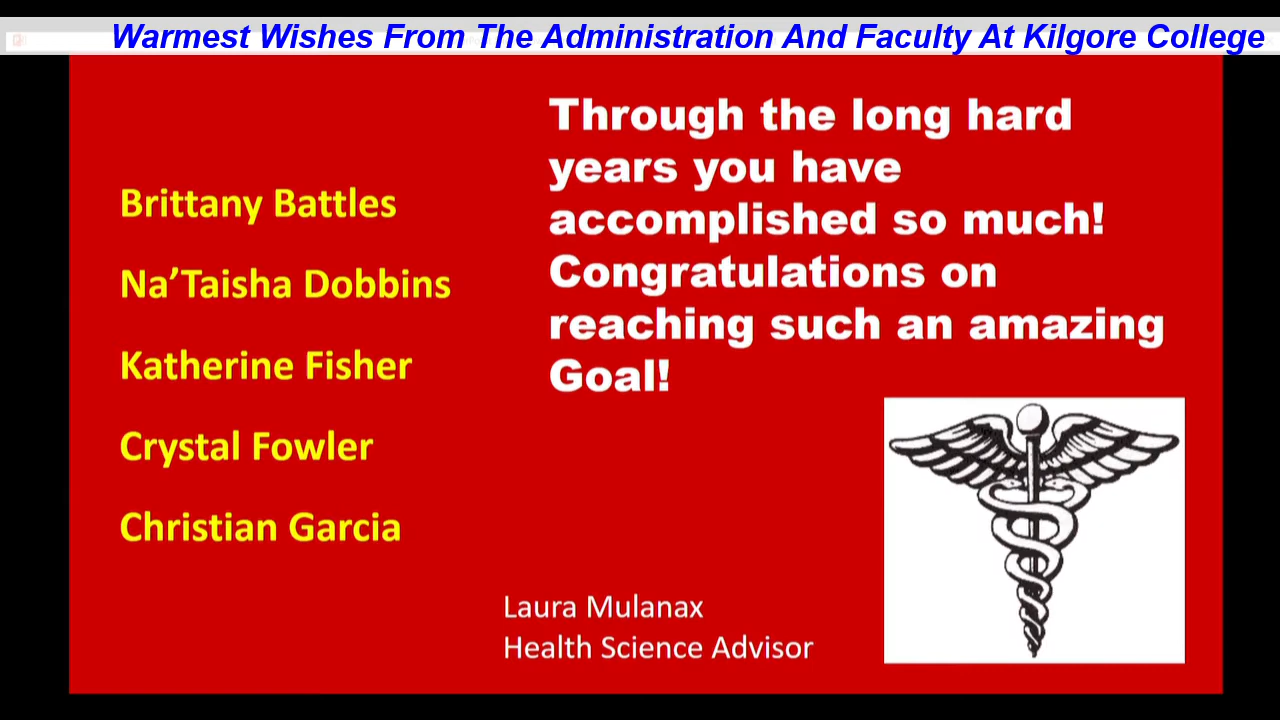 Warmest Wishes From The Administration And Faculty At Kilgore College
Brittany Battles
Na’Taisha Dobbins
Katherine Fisher
Crystal Fowler
Christian Garcia
Through the long hard
years you have
accomplished so much!
Congratulations on
reaching such an amazing
Goal!
Laura Mulanax
Health Science Advisor